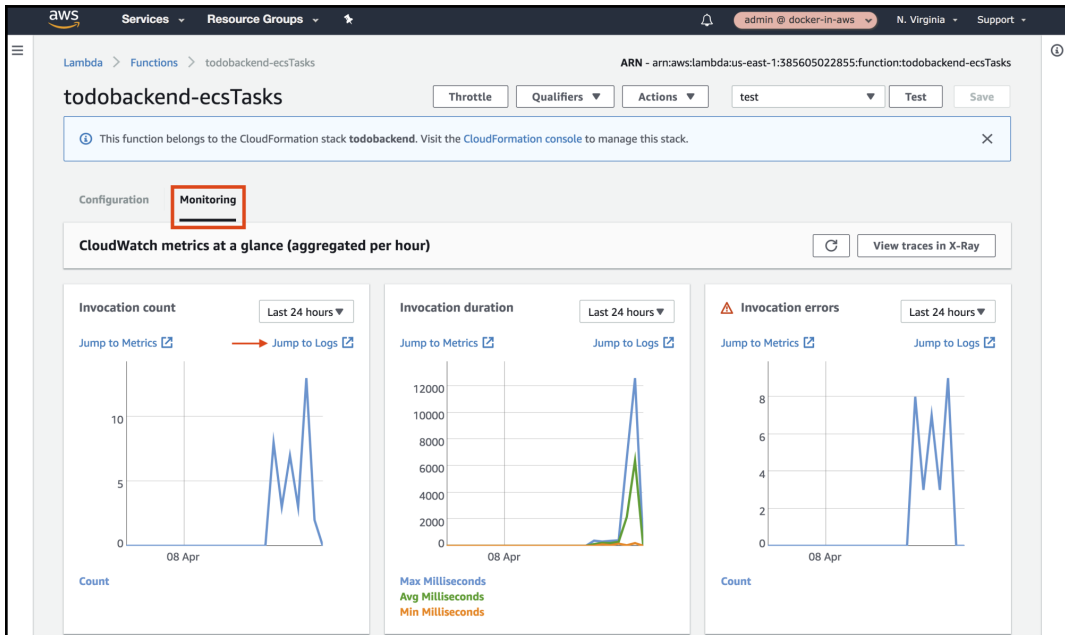 aws Services Resource Groups admin @ docker-in-aws N. Virginia Support
Lambda > Functions > todobackend-ecsTasks ARN - arn:aws:lambda:us-east-1:385605022855:function:todobackend-ecsTasks
todobackend-ecsTasks Throttle Qualifiers Actions test Test Save
This function belongs to the CloudFormation stack todobackend. Visit the CloudFormation console to manage this stack.
Configuration Monitoring
CloudWatch metrics at a glance (aggregated per hour) View traces in X-Ray
Invocation count Last 24 hours
Jump to Metrics Jump to Logs
10
5
0
08 Apr
Count
Invocation duration Last 24 hours
Jump to Metrics Jump to Logs
12000
10000
8000
6000
4000
2000
0
08 Apr
Max Milliseconds
Avg Milliseconds
Min Milliseconds
Invocation errors Last 24 hours
Jump to Metrics Jump to Logs
8
6
4
2
0
08 Apr
Count